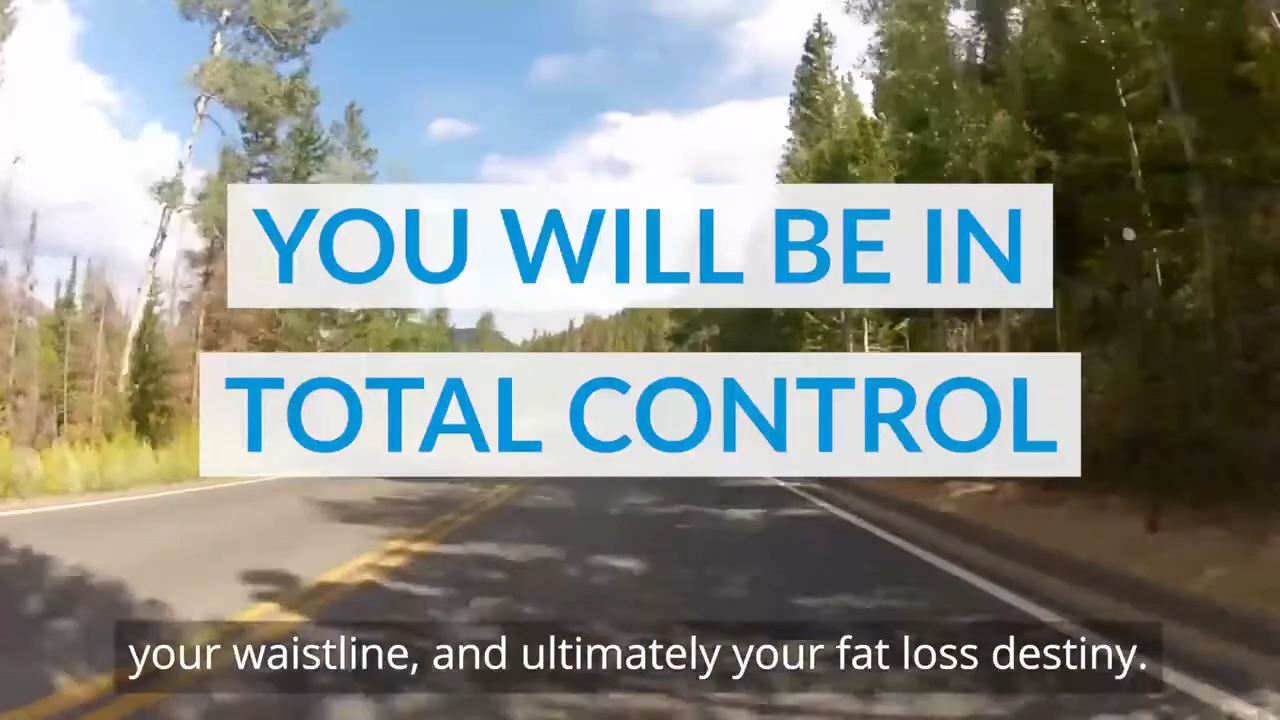 YOU WILL BE IN
TOTAL CONTROL
your waistline, and ultimately your fat loss destiny.